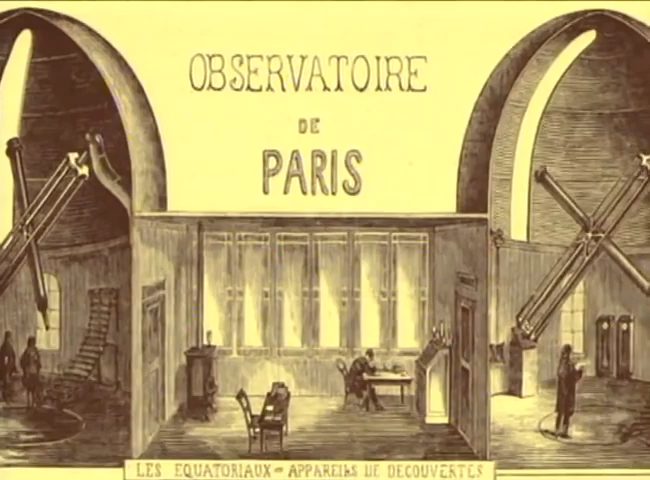 OBSERVATOIRE
DE
PARIS
LES EQUATORIAUX = APPAREILS DE DECOUVERTES